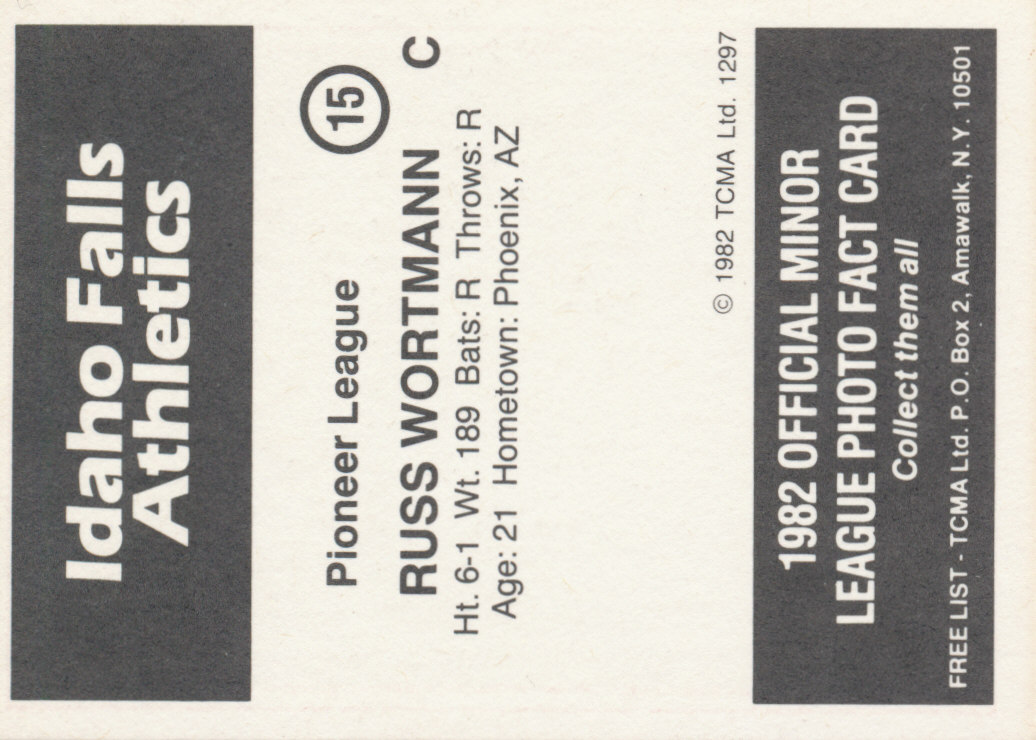 Idaho Falls
Athletics
Pioneer League 15
RUSS WORTMANN C
Ht. 6-1 Wt. 189 Bats: R Throws: R
Age: 21 Hometown: Phoenix, AZ
© 1982 TCMA Ltd. 1297
1982 OFFICIAL MINOR
LEAGUE PHOTO FACT CARD
Collect them all
FREE LIST - TCMA Ltd. P.O. Box 2, Amawalk, N.Y. 10501